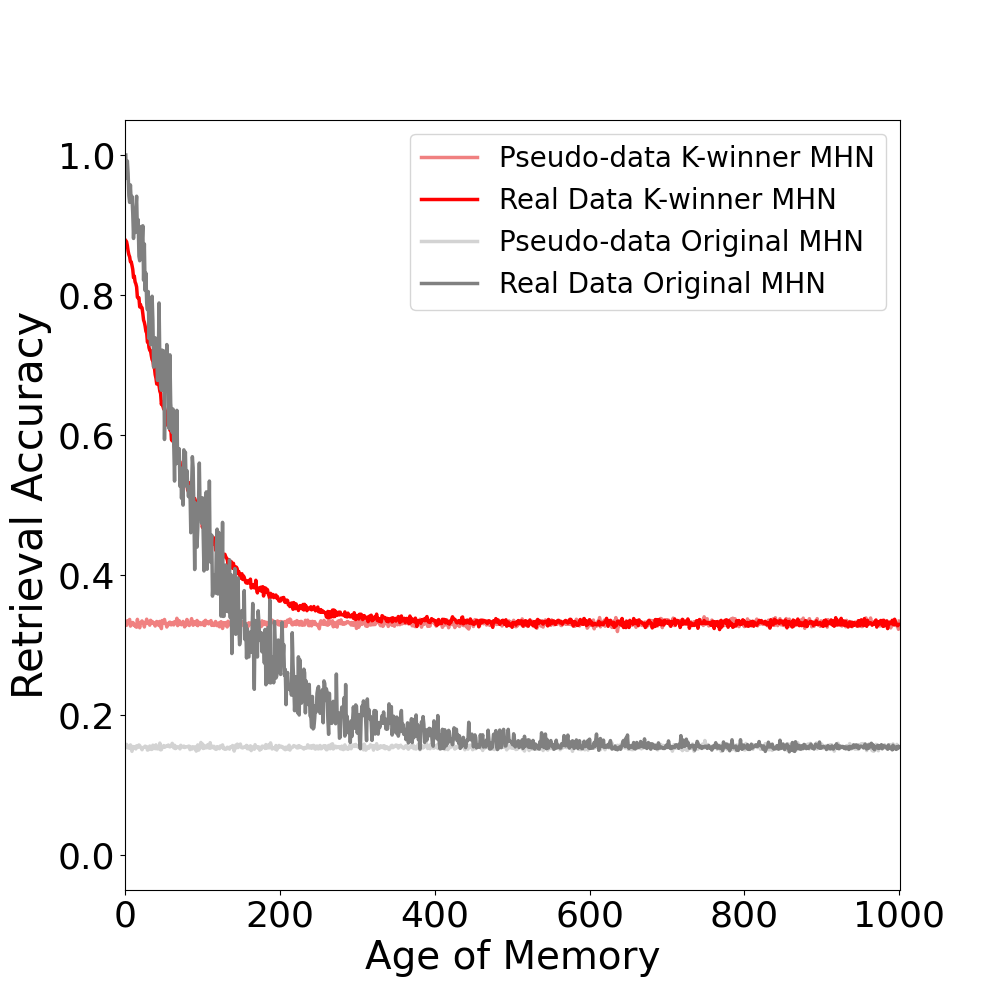 Pseudo-data K-winner MHN
Real Data K-winner MHN
Pseudo-data Original MHN
Real Data Original MHN
Retrieval Accuracy
1.0
0.8
0.6
0.4
0.2
0.0
0 200 400 600 800 1000
Age of Memory